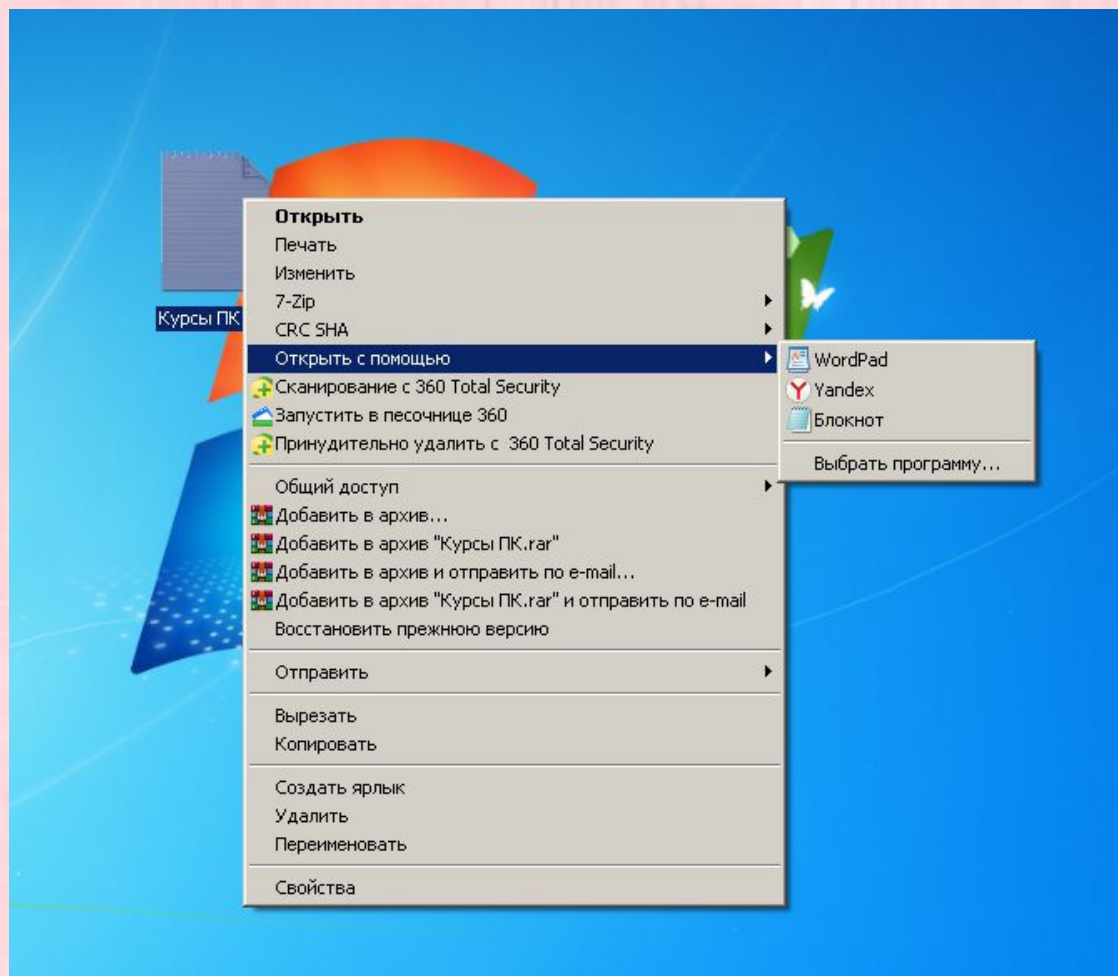 Курсы ПК
Открыть
Печать
Изменить
7-Zip
CRC SHA
Открыть с помощью
Сканирование с 360 Total Security
Запустить в песочнице 360
Принудительно удалить с  360 Total Security
Общий доступ
Добавить в архив...
Добавить в архив "Курсы ПК.rar"
Добавить в архив и отправить по e-mail...
Добавить в архив "Курсы ПК.rar" и отправить по e-mail
Восстановить прежнюю версию
Отправить
Вырезать
Копировать
Создать ярлык
Удалить
Переименовать
Свойства
WordPad
Yandex
Блокнот
Выбрать программу...